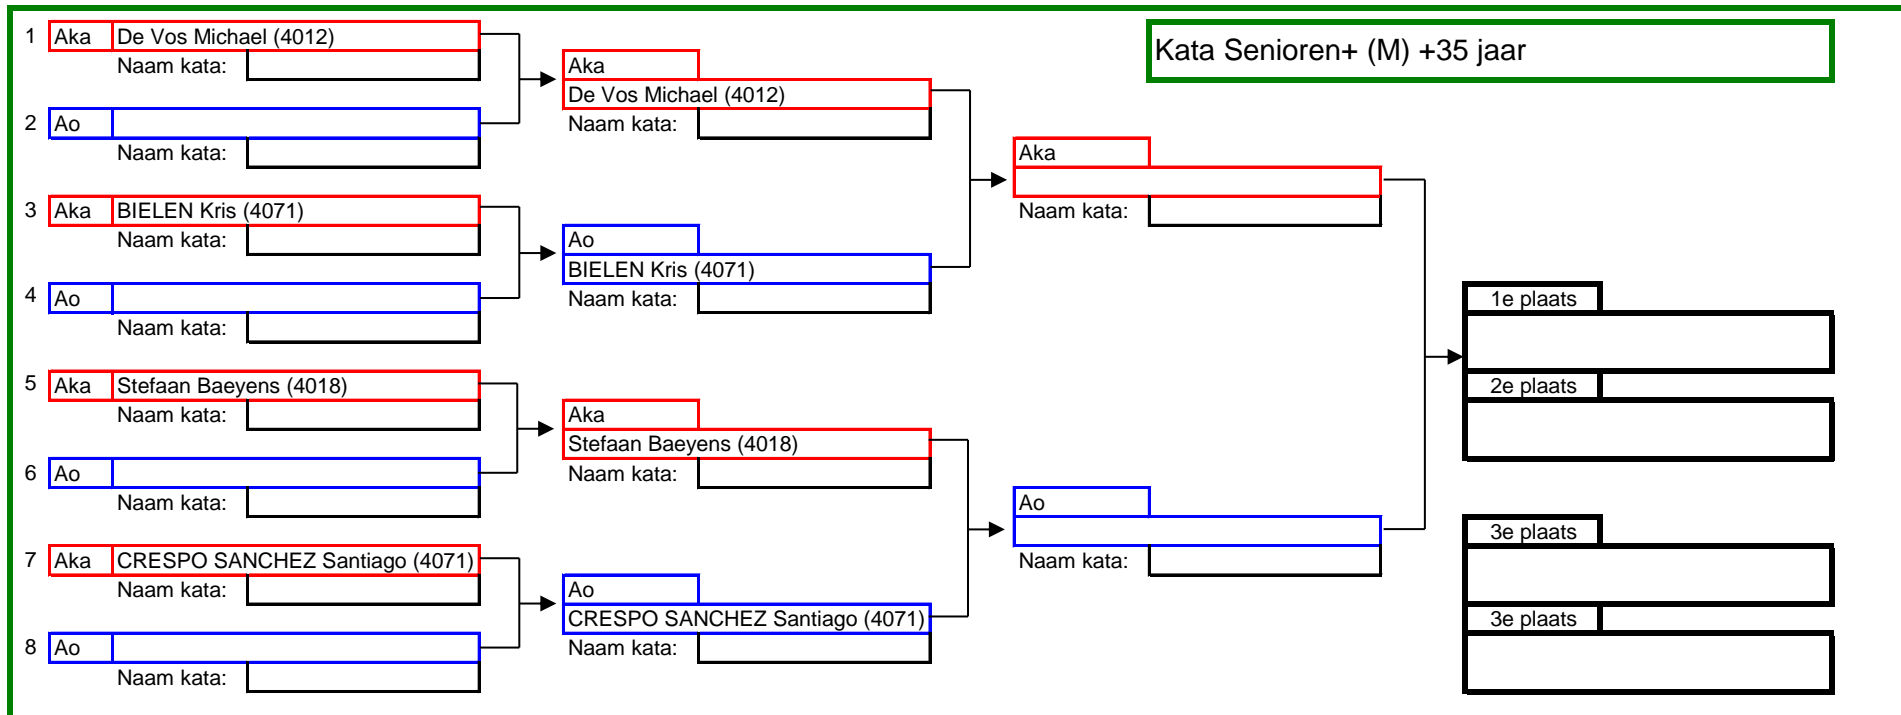 Kata Senioren+ (M) +35 jaar
1 Aka De Vos Michael (4012)
Naam kata:
2 Ao
Naam kata:
3 Aka BIELEN Kris (4071)
Naam kata:
4 Ao
Naam kata:
5 Aka Stefaan Baeyens (4018)
Naam kata:
6 Ao
Naam kata:
7 Aka CRESPO SANCHEZ Santiago (4071)
Naam kata:
8 Ao
Naam kata:
Aka
De Vos Michael (4012)
Naam kata:
Ao
BIELEN Kris (4071)
Naam kata:
Aka
Stefaan Baeyens (4018)
Naam kata:
Ao
CRESPO SANCHEZ Santiago (4071)
Naam kata:
Aka
Naam kata:
Ao
Naam kata:
1e plaats
2e plaats
3e plaats
3e plaats